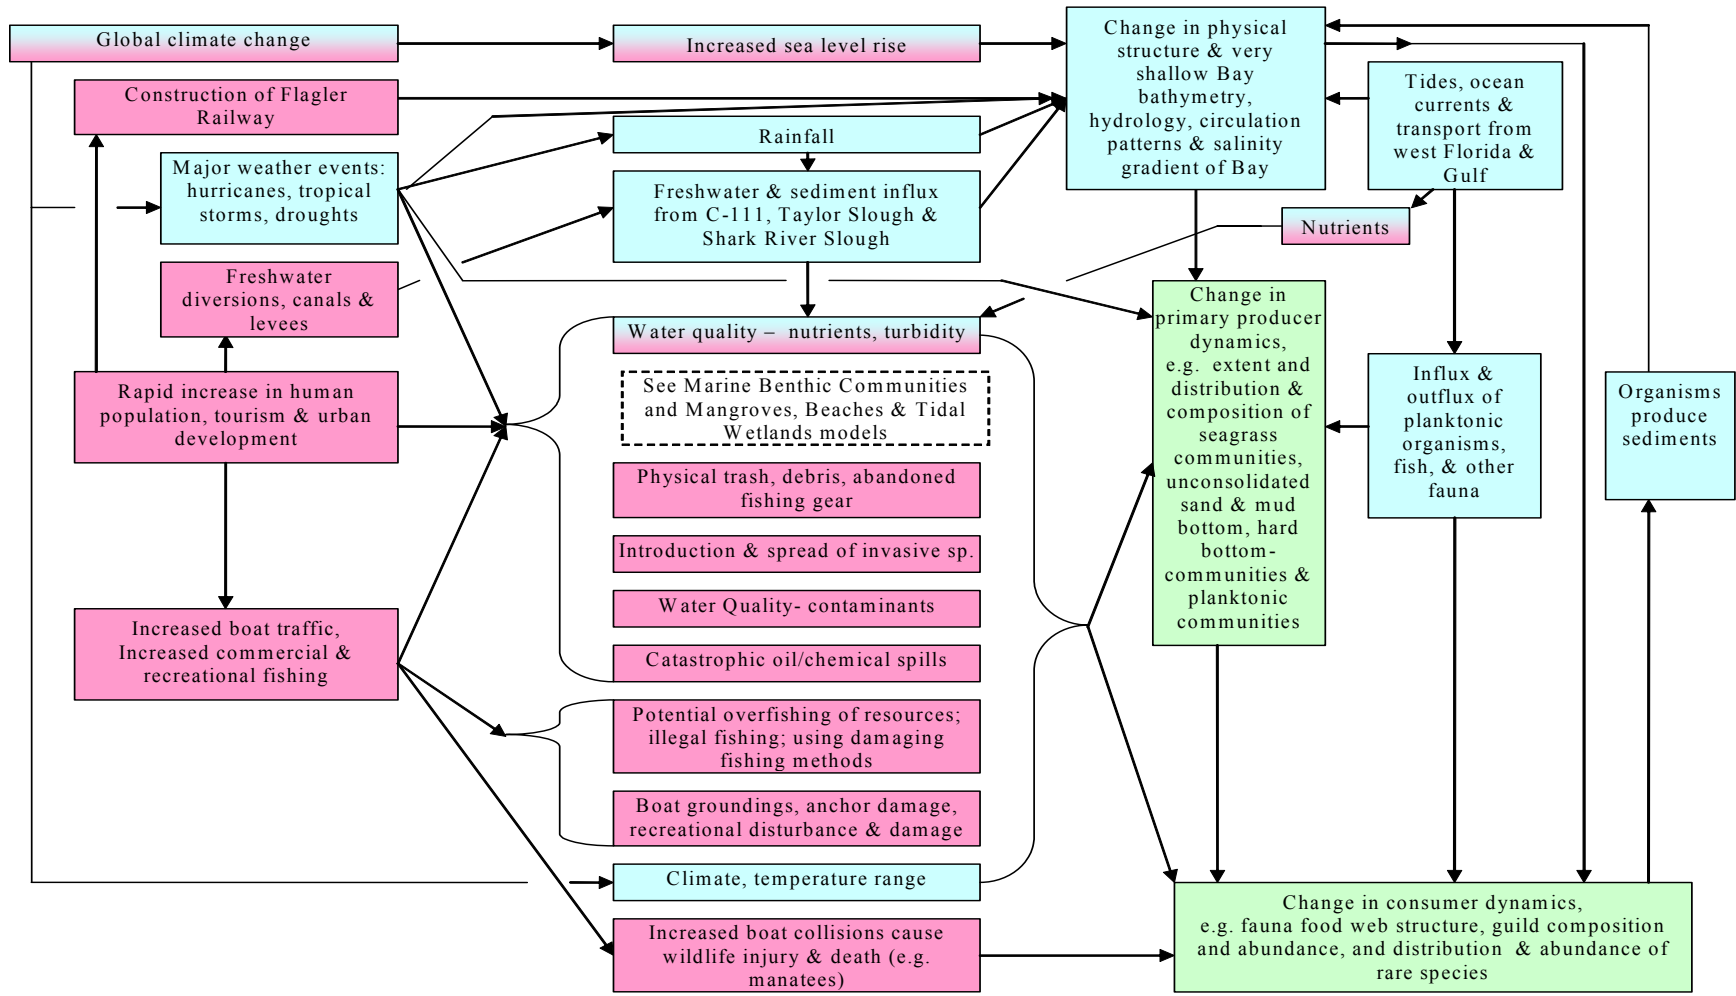 Global climate change
Increased sea level rise
Change in physical
structure & very
shallow Bay
bathymetry,
hydrology, circulation
patterns & salinity
gradient of Bay
Construction of Flagler
Railway
Tides, ocean
currents &
transport from
west Florida &
Gulf
Rainfall
Major weather events:
hurricanes, tropical
storms, droughts
Freshwater & sediment influx
from C-111, Taylor Slough &
Shark River Slough
Nutrients
Freshwater
diversions, canals &
levees
Water quality – nutrients, turbidity
Change in
primary producer
dynamics,
e.g. extent and
distribution &
composition of
seagrass
communities,
unconsolidated
sand & mud
bottom, hard
bottom-
communities &
planktonic
communities
Rapid increase in human
population, tourism & urban
development
See Marine Benthic Communities
and Mangroves, Beaches & Tidal
Wetlands models
Influx &
outflux of
planktonic
organisms,
fish, & other
fauna
Organisms
produce
sediments
Physical trash, debris, abandoned
fishing gear
Introduction & spread of invasive sp.
Water Quality- contaminants
Increased boat traffic,
Increased commercial &
recreational fishing
Catastrophic oil/chemical spills
Potential overfishing of resources;
illegal fishing; using damaging
fishing methods
Boat groundings, anchor damage,
recreational disturbance & damage
Climate, temperature range
Change in consumer dynamics,
e.g. fauna food web structure, guild composition
and abundance, and distribution & abundance of
rare species
Increased boat collisions cause
wildlife injury & death (e.g.
manatees)